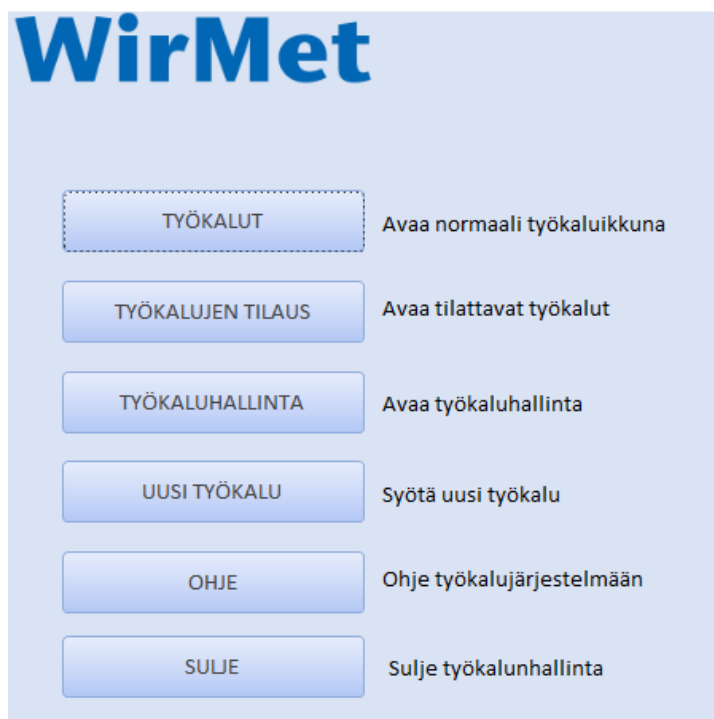 WirMet
TYÖKALUT
Avaa normaali työkaluikkuna
TYÖKALUJEN TILAUS
Avaa tilattavat työkalut
TYÖKALUHALLINTA
Avaa työkaluhallinta
UUSI TYÖKALU
Syötä uusi työkalu
OHJE
Ohje työkalujärjestelmään
SULJE
Sulje työkalunhallinta